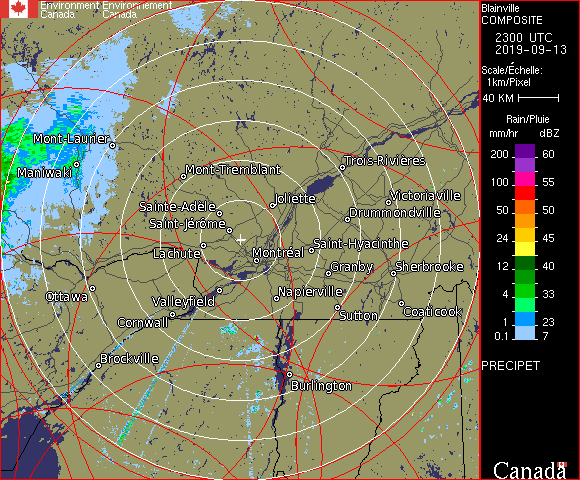 Environment Environnement
Canada Canada
Blainville
COMPOSITE
2300 UTC
2019-09-13
Scale/Échelle:
1km/Pixel
40 KM
Rain/Pluie
mm/hr dBZ
200 60
100 55
50 50
24 45
12 40
4 33
1 23
0.1 7
PRECIPET
Mont-Laurier
Maniwaki
Mont-Tremblant
Trois-Rivières
Joliette
Victoriaville
Sainte-Adèle
Drummondville
Saint-Jérôme
Saint-Hyacinthe
Lachute
Montréal
Granby
Sherbrooke
Ottawa
Valleyfield
Napierville
Coaticook
Cornwall
Sutton
Brockville
Burlington
Canada